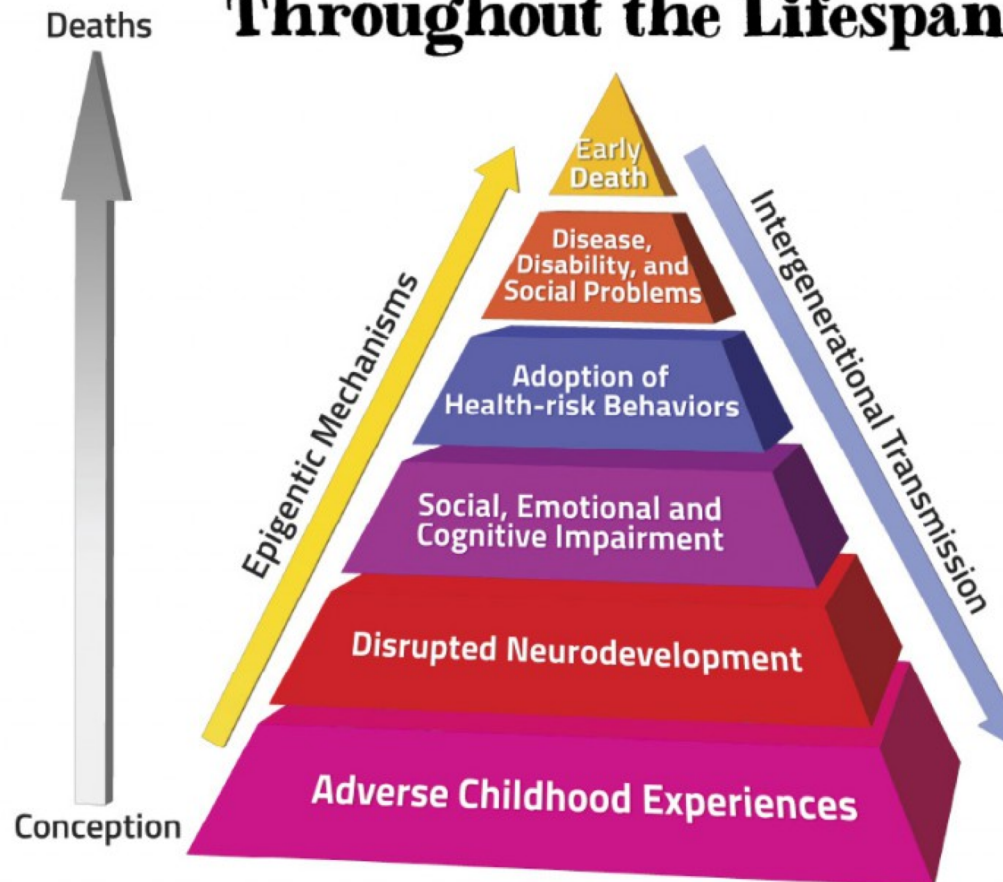 Throughout the Lifespan
Deaths
Early
Death
Disease,
Disability, and
Social Problems
Adoption of
Health-risk Behaviors
Social, Emotional and
Cognitive Impairment
Disrupted Neurodevelopment
Adverse Childhood Experiences
Epigentic Mechanisms
Intergenerational Transmission
Conception